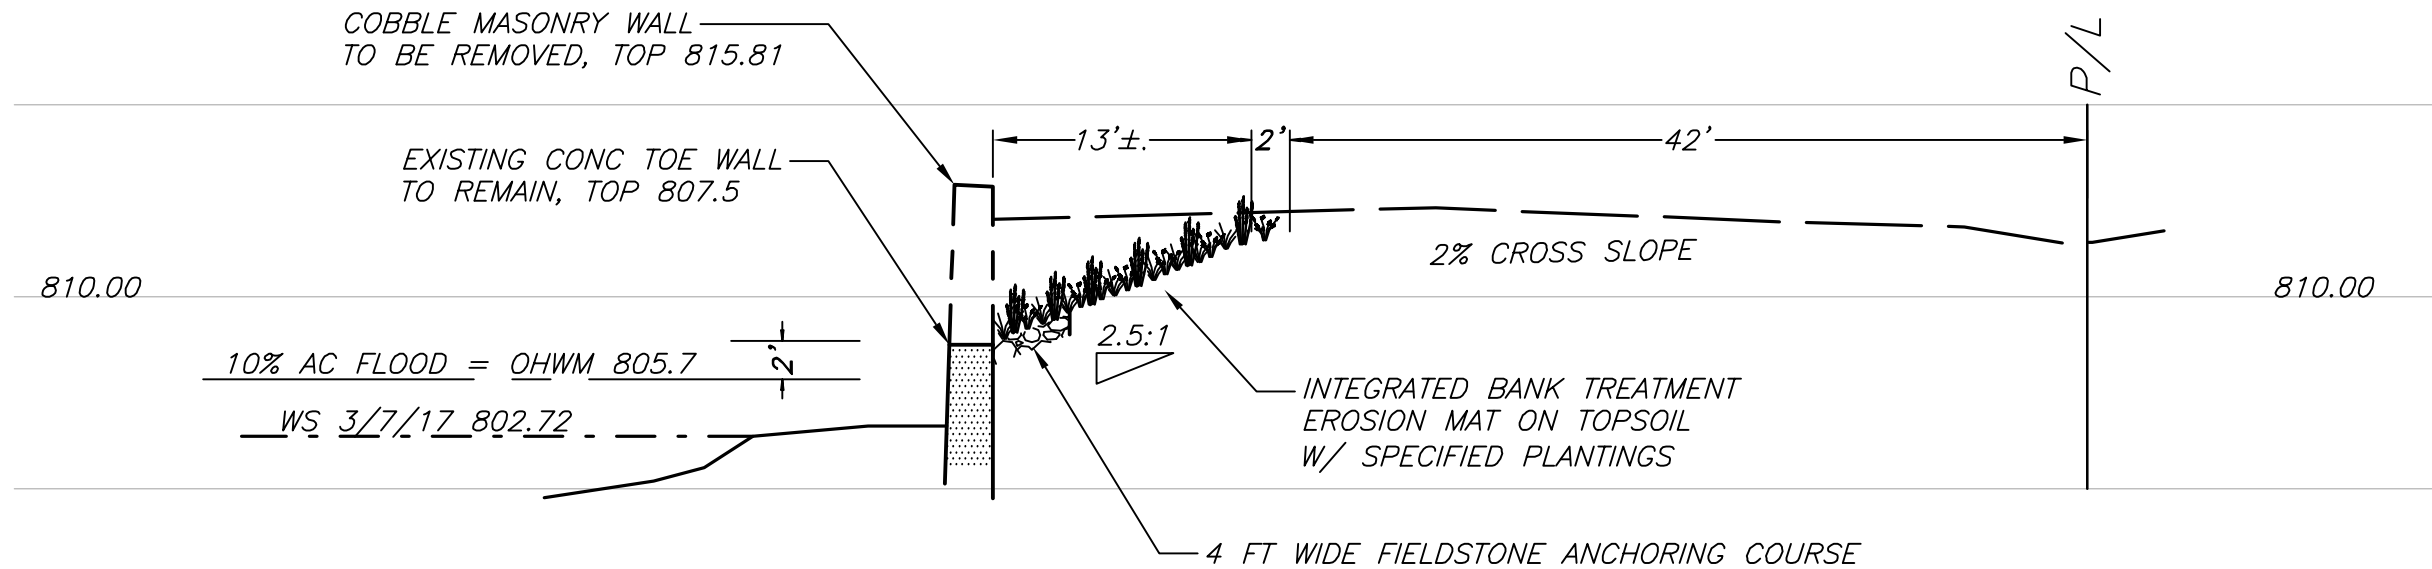 COBBLE MASONRY WALL
TO BE REMOVED, TOP 815.81
P/L
13'±.
2'
42'
EXISTING CONC TOE WALL
TO REMAIN, TOP 807.5
2% CROSS SLOPE
810.00
810.00
2.5:1
10% AC FLOOD = OHWM 805.7
2'
WS 3/7/17 802.72
INTEGRATED BANK TREATMENT
EROSION MAT ON TOPSOIL
W/ SPECIFIED PLANTINGS
4 FT WIDE FIELDSTONE ANCHORING COURSE